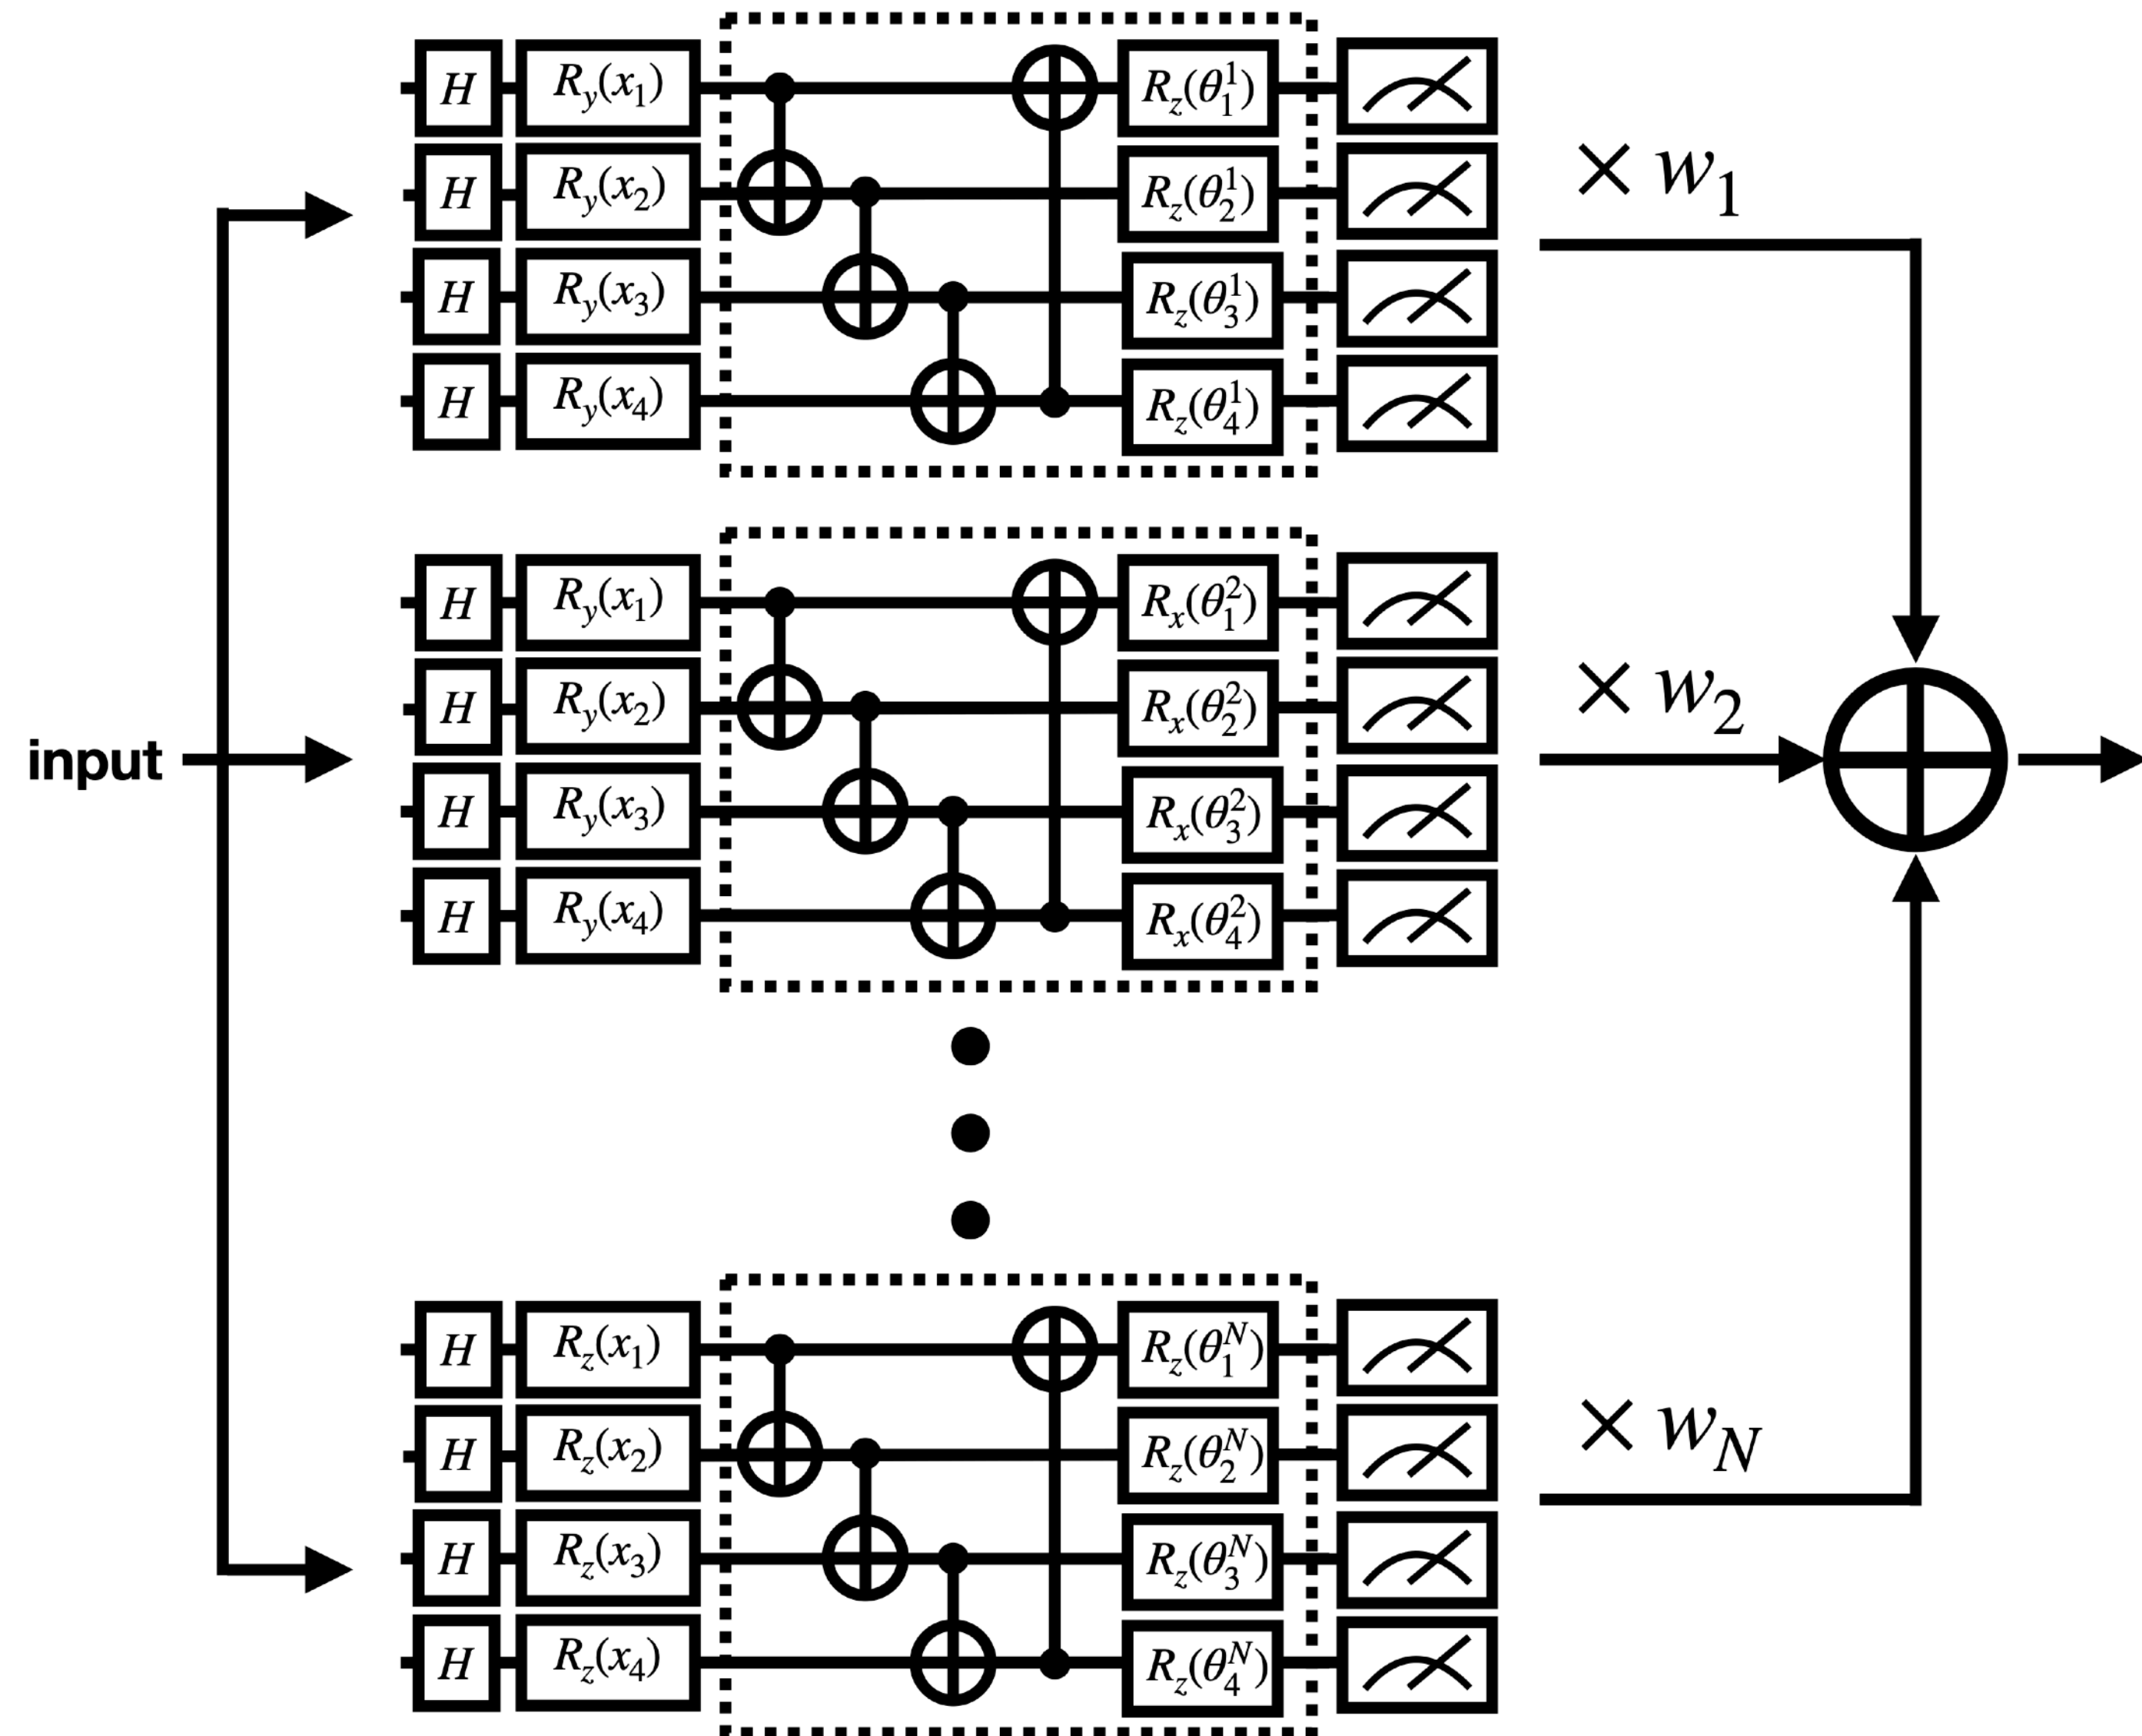 H R_y(x_1) R_z(θ_1^1)
H R_y(x_2) R_z(θ_2^1) × w_1
H R_y(x_3) R_z(θ_3^1)
H R_y(x_4) R_z(θ_4^1)
H R_y(x_1) R_x(θ_1^2)
H R_y(x_2) R_x(θ_2^2) × w_2
input
H R_y(x_3) R_x(θ_3^2)
H R_y(x_4) R_x(θ_4^2)
H R_z(x_1) R_z(θ_1^N)
H R_z(x_2) R_z(θ_2^N) × w_N
H R_z(x_3) R_z(θ_3^N)
H R_z(x_4) R_z(θ_4^N)